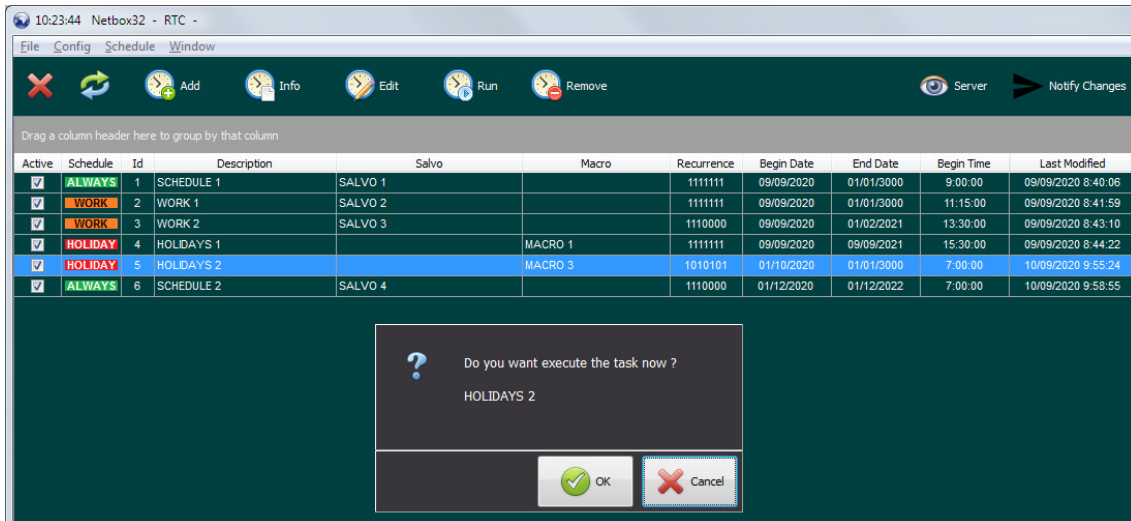 10:23:44 Netbox32 - RTC -
File Config Schedule Window
Add Info Edit Run Remove Server Notify Changes
Drag a column header here to group by that column
Active Schedule Id Description Salvo Macro Recurrence Begin Date End Date Begin Time Last Modified
ALWAYS 1 SCHEDULE 1 SALVO 1 1111111 09/09/2020 01/01/3000 9:00:00 09/09/2020 8:40:06
WORK 2 WORK 1 SALVO 2 1111111 09/09/2020 01/01/3000 11:15:00 09/09/2020 8:41:59
WORK 3 WORK 2 SALVO 3 1110000 09/09/2020 01/02/2021 13:30:00 09/09/2020 8:43:10
HOLIDAY 4 HOLIDAYS 1 MACRO 1 1111111 09/09/2020 09/09/2021 15:30:00 09/09/2020 8:44:22
HOLIDAY 5 HOLIDAYS 2 MACRO 3 1010101 01/10/2020 01/01/3000 7:00:00 10/09/2020 9:55:24
ALWAYS 6 SCHEDULE 2 SALVO 4 1110000 01/12/2020 01/12/2022 7:00:00 10/09/2020 9:58:55
Do you want execute the task now ?
HOLIDAYS 2
OK Cancel